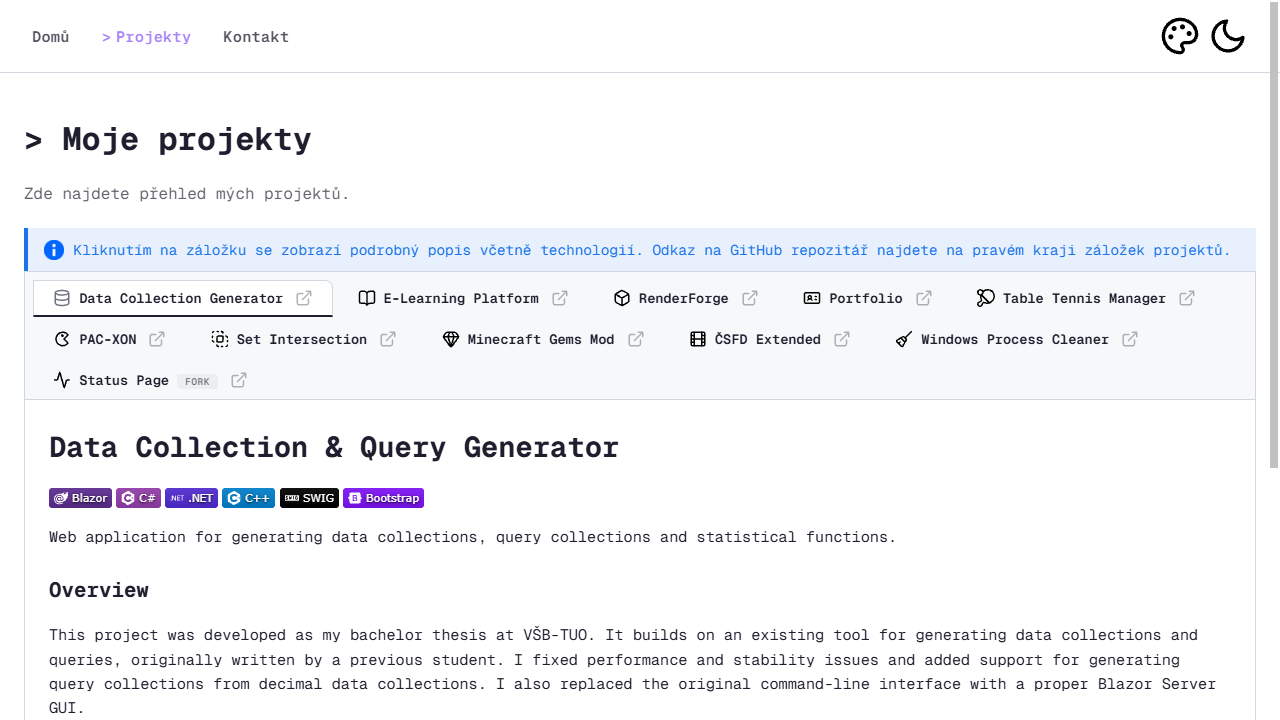 Domů
> Projekty
Kontakt
> Moje projekty
Zde najdete přehled mých projektů.
Kliknutím na záložku se zobrazí podrobný popis včetně technologií. Odkaz na GitHub repozitář najdete na pravém kraji záložek projektů.
Data Collection Generator
E-Learning Platform
RenderForge
Portfolio
Table Tennis Manager
PAC-XON
Set Intersection
Minecraft Gems Mod
ČSFD Extended
Windows Process Cleaner
Status Page FORK
Data Collection & Query Generator
Blazor
C#
.NET .NET
C++
SWIG SWIG
Bootstrap
Web application for generating data collections, query collections and statistical functions.
Overview
This project was developed as my bachelor thesis at VŠB-TUO. It builds on an existing tool for generating data collections and
queries, originally written by a previous student. I fixed performance and stability issues and added support for generating
query collections from decimal data collections. I also replaced the original command-line interface with a proper Blazor Server
GUI.